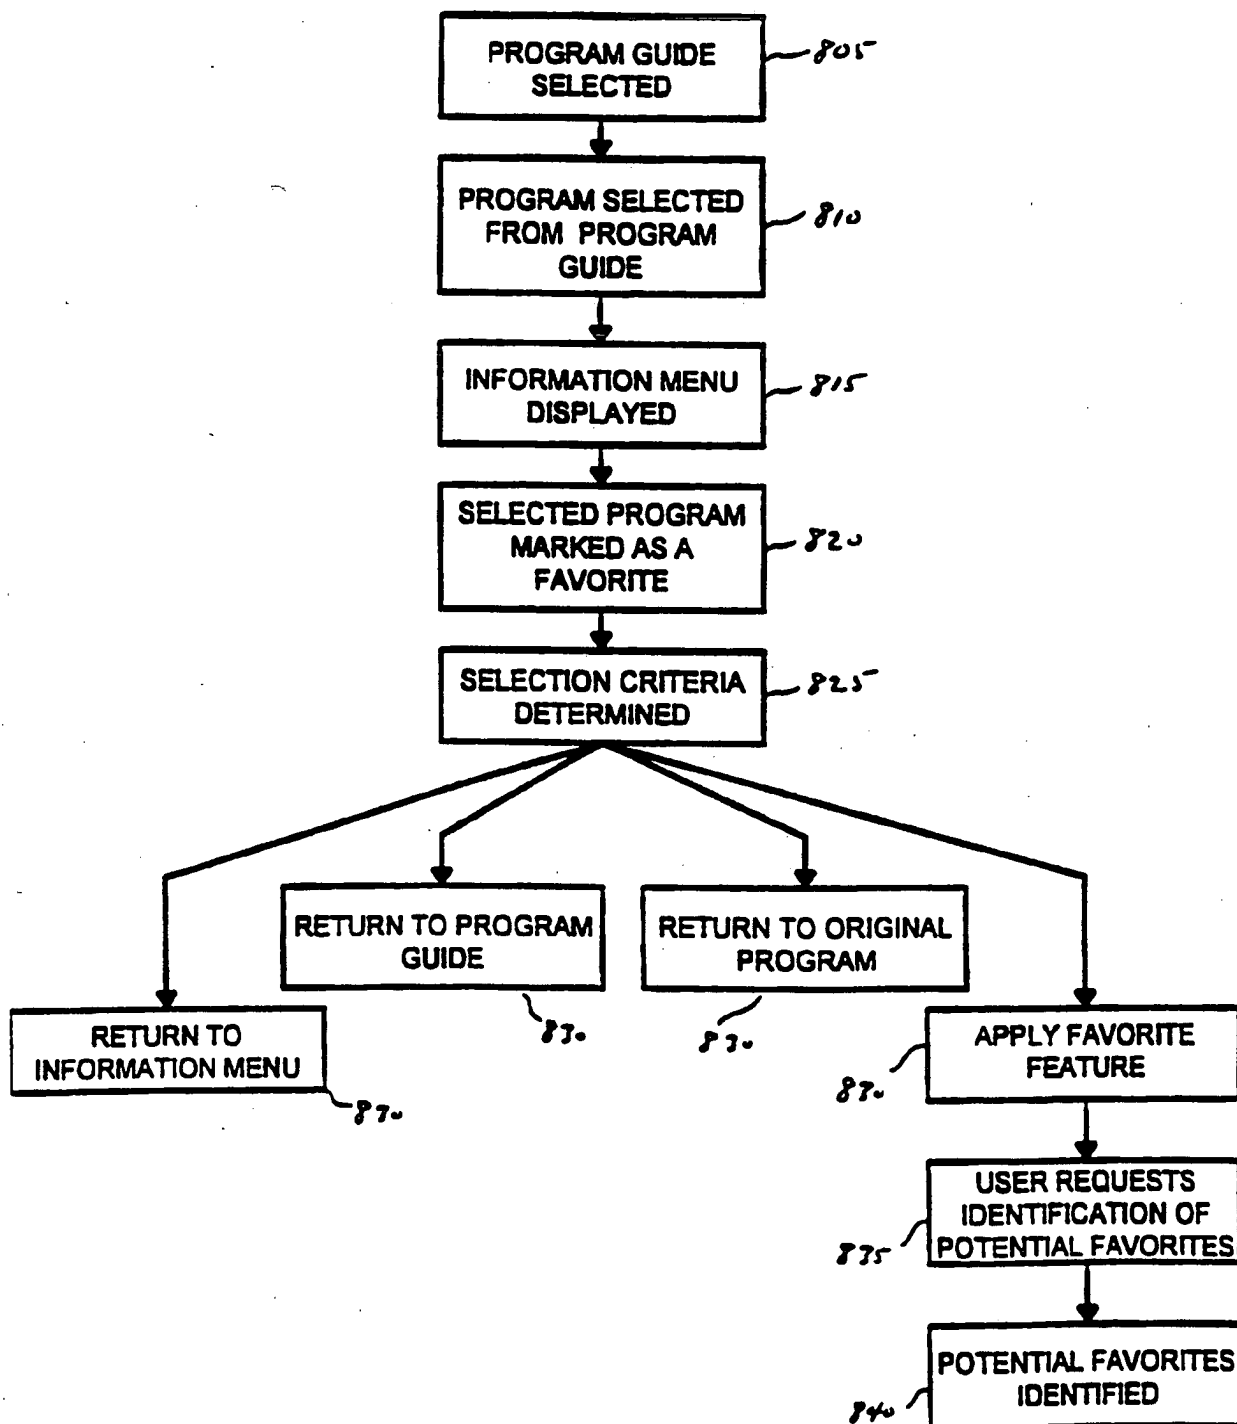 PROGRAM GUIDE
SELECTED
805
PROGRAM SELECTED
FROM PROGRAM
GUIDE
810
INFORMATION MENU
DISPLAYED
815
SELECTED PROGRAM
MARKED AS A
FAVORITE
820
SELECTION CRITERIA
DETERMINED
825
RETURN TO PROGRAM
GUIDE
830
RETURN TO ORIGINAL
PROGRAM
830
RETURN TO
INFORMATION MENU
830
APPLY FAVORITE
FEATURE
830
USER REQUESTS
IDENTIFICATION OF
POTENTIAL FAVORITES
835
POTENTIAL FAVORITES
IDENTIFIED
840